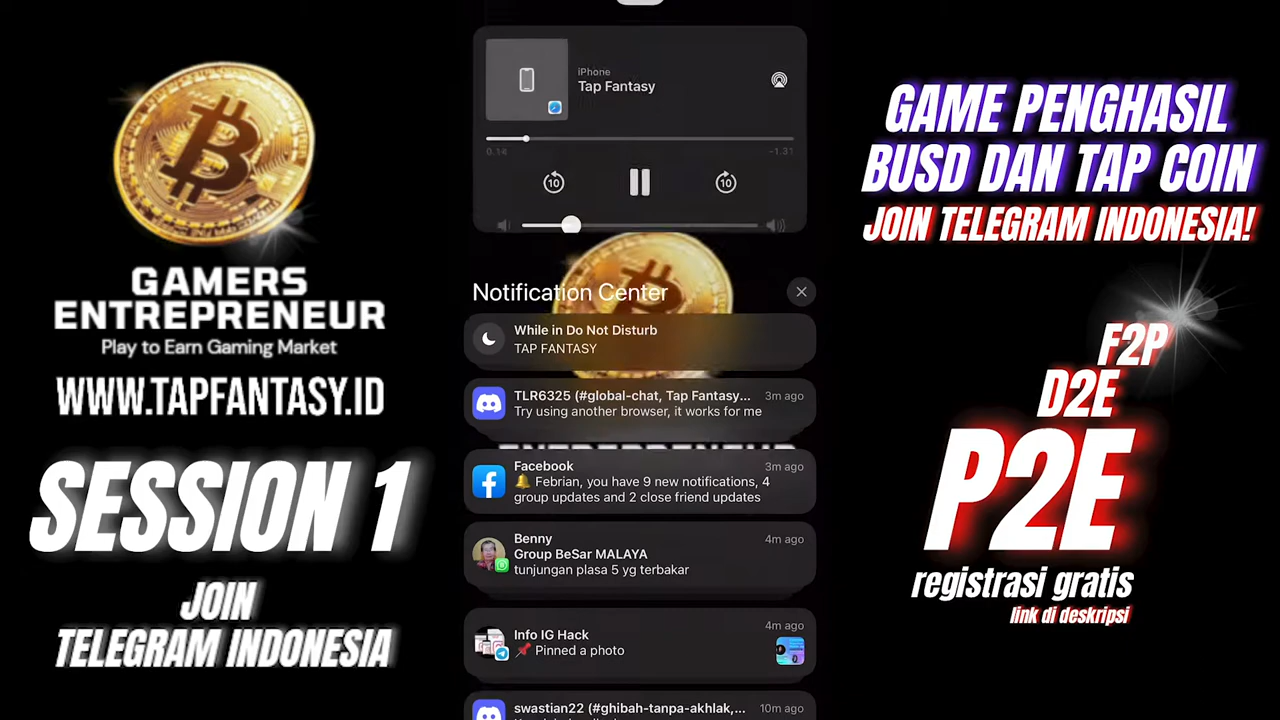 GAMERS
ENTREPRENEUR
Play to Earn Gaming Market
WWW.TAPFANTASY.ID
SESSION 1
JOIN
TELEGRAM INDONESIA
iPhone
Tap Fantasy
-1.31
10
10
Notification Center
While in Do Not Disturb
TAP FANTASY
TLR6325 (#global-chat, Tap Fantasy...
3m ago
Try using another browser, it works for me
Facebook
3m ago
🔔 Febrian, you have 9 new notifications, 4
group updates and 2 close friend updates
Benny
4m ago
Group BeSar MALAYA
tunjungan plasa 5 yg terbakar
4m ago
Info IG Hack
📌 Pinned a photo
swastian22 (#ghibah-tanpa-akhlak,...
10m ago
GAME PENGHASIL
BUSD DAN TAP COIN
JOIN TELEGRAM INDONESIA!
F2P
D2E
P2E
registrasi gratis
link di deskripsi